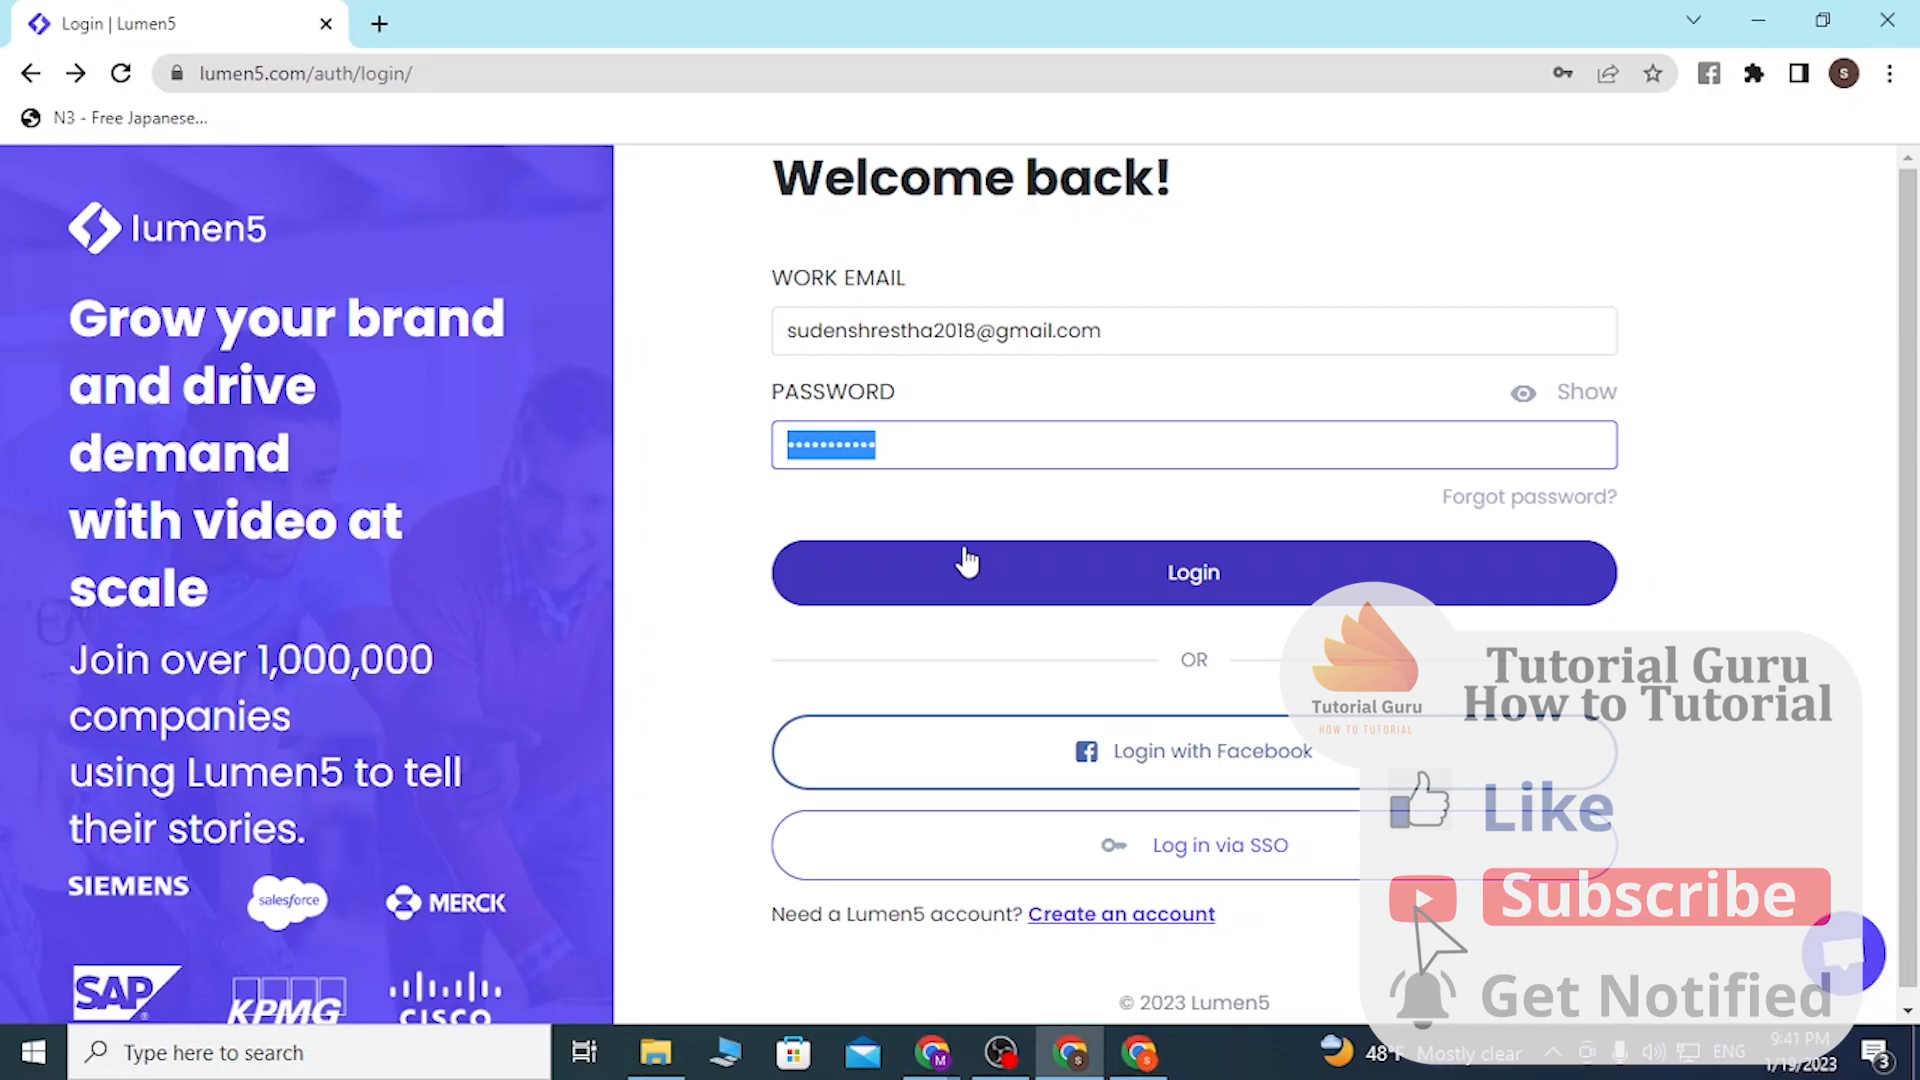 Login | Lumen5
lumen5.com/auth/login/
S
N3 - Free Japanese...
lumen5
Grow your brand
and drive
demand
with video at
scale
Join over 1,000,000
companies
using Lumen5 to tell
their stories.
SIEMENS
salesforce
MERCK
SAP
KPMG
CISCO
Welcome back!
WORK EMAIL
sudenshrestha2018@gmail.com
PASSWORD
Show
•••••••••••
Forgot password?
Login
OR
Login with Facebook
Log in via SSO
Need a Lumen5 account? Create an account
© 2023 Lumen5
Tutorial Guru
HOW TO TUTORIAL
Tutorial Guru
How to Tutorial
Like
Subscribe
Get Notified
Type here to search
M
S
S
48°F Mostly clear
ENG
9:41 PM
1/19/2023
3